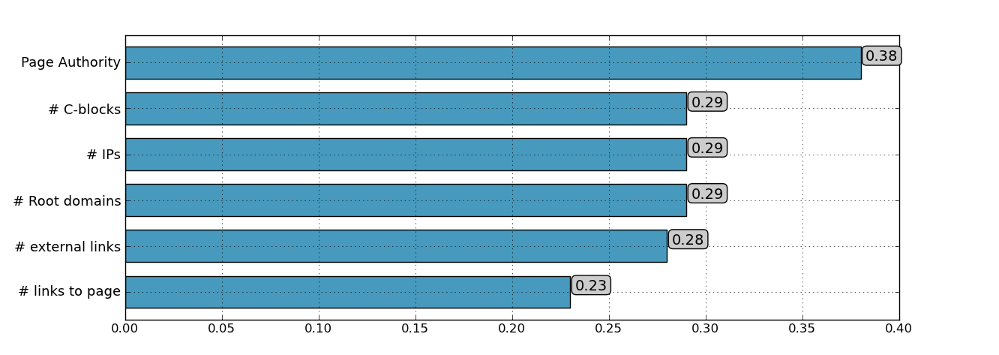 Page Authority 0.38
# C-blocks 0.29
# IPs 0.29
# Root domains 0.29
# external links 0.28
# links to page 0.23
0.00 0.05 0.10 0.15 0.20 0.25 0.30 0.35 0.40